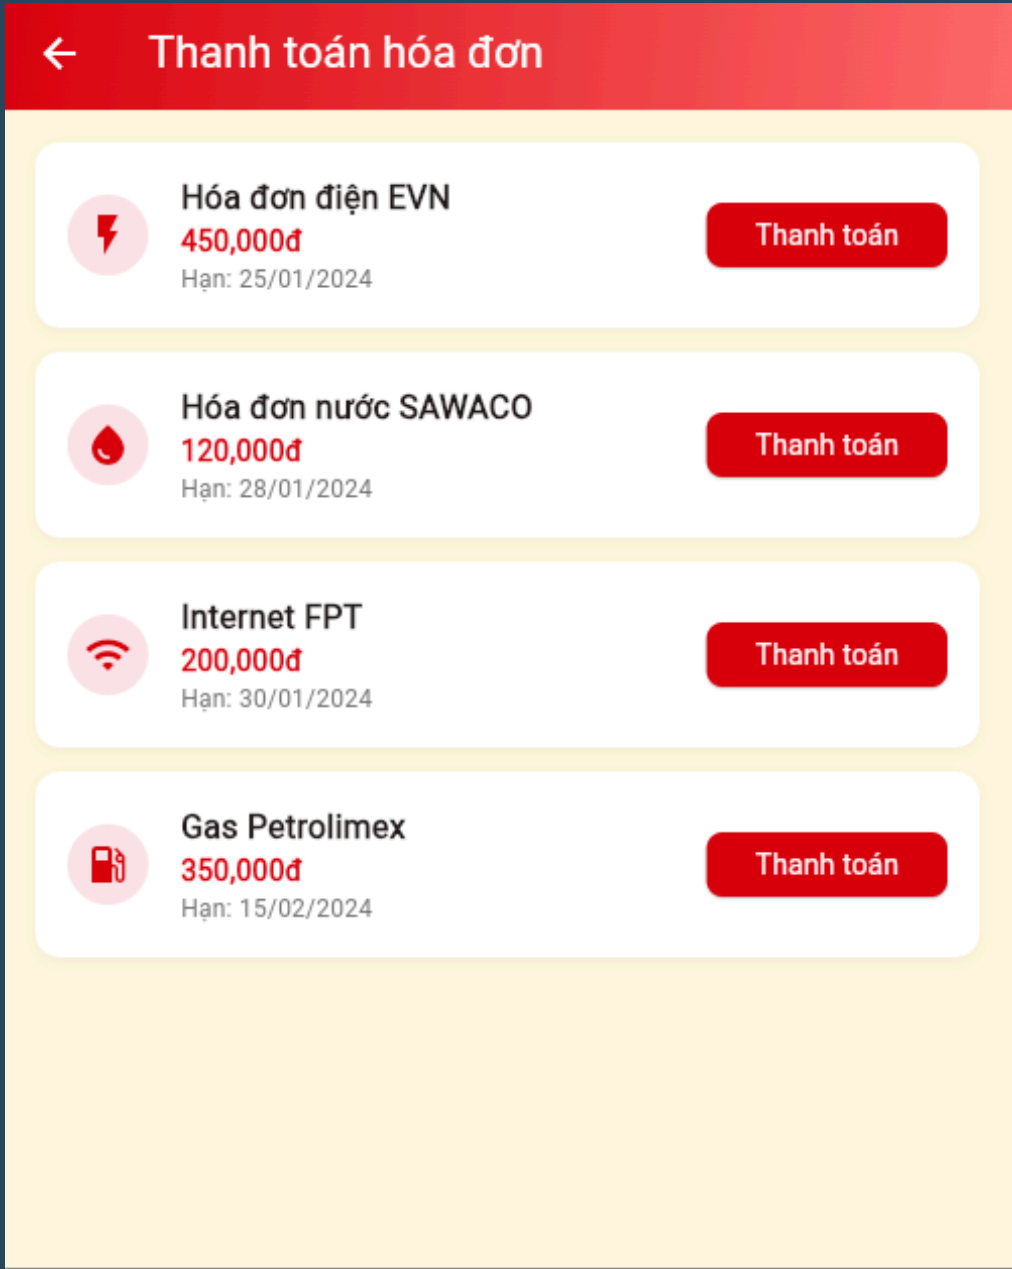 Thanh toán hóa đơn
Hóa đơn điện EVN
450,000đ
Hạn: 25/01/2024
Thanh toán
Hóa đơn nước SAWACO
120,000đ
Hạn: 28/01/2024
Thanh toán
Internet FPT
200,000đ
Hạn: 30/01/2024
Thanh toán
Gas Petrolimex
350,000đ
Hạn: 15/02/2024
Thanh toán